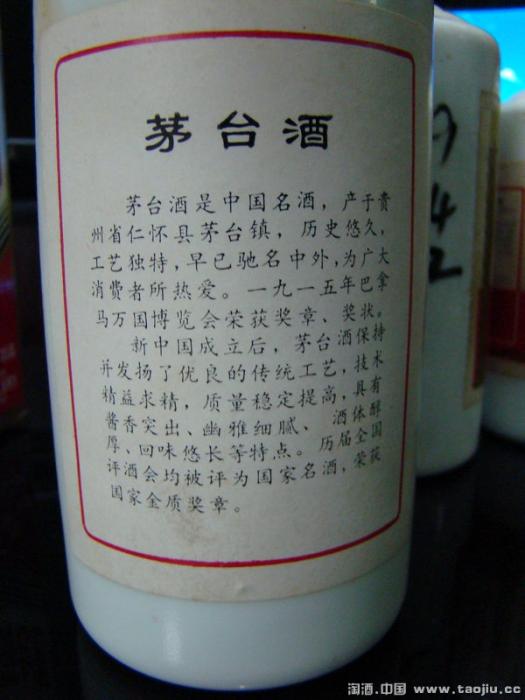 茅台酒
茅台酒是中国名酒，产于贵
州省仁怀县茅台镇，历史悠久，
工艺独特，早已驰名中外，为广大
消费者所热爱。一九一五年巴拿
马万国博览会荣获奖章、奖状。
新中国成立后，茅台酒保持
并发扬了优良的传统工艺，技术
精益求精，质量稳定提高，具有
酱香突出、幽雅细腻、酒体醇
厚、回味悠长等特点。历届全国
评酒会均被评为国家名酒，荣获
国家金质奖章。
淘酒.中国 www.taojiu.cc